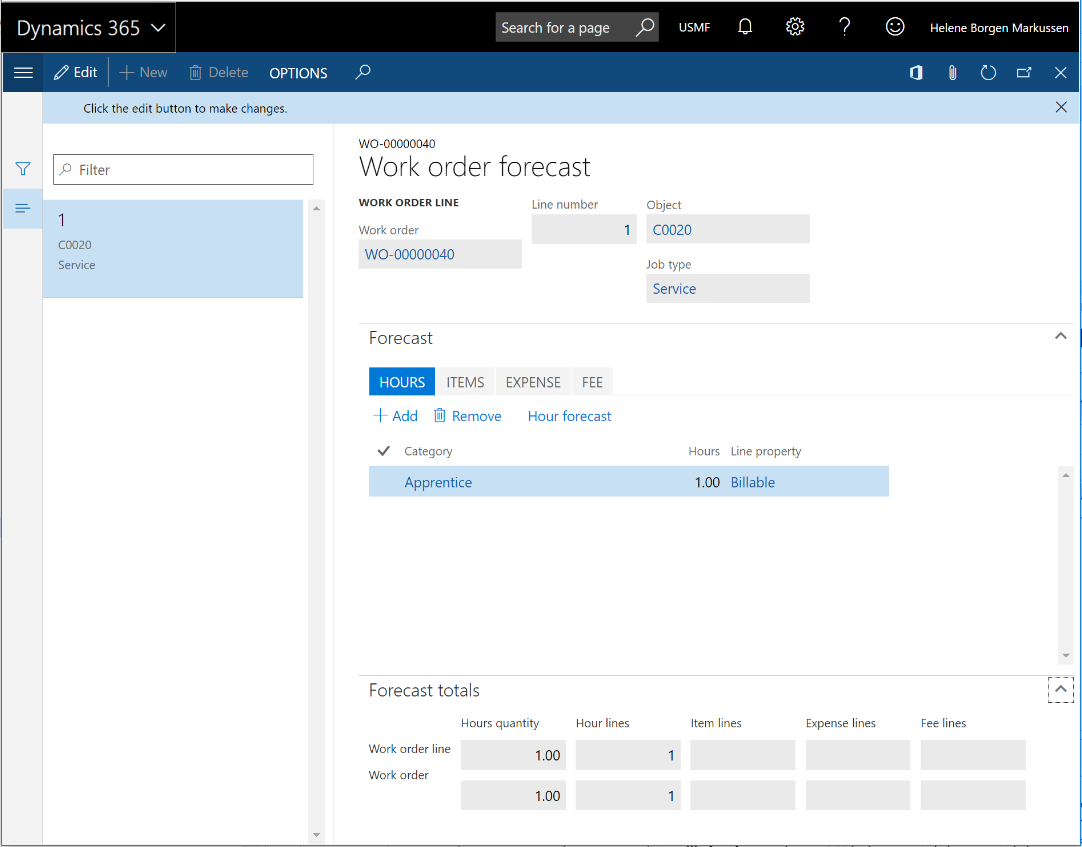 Dynamics 365
Search for a page
USMF
?
Helene Borgen Markussen
Edit
New
Delete
OPTIONS
Click the edit button to make changes.
Filter
1
C0020
Service
WO-00000040
Work order forecast
WORK ORDER LINE
Line number
Object
Work order
1
C0020
WO-00000040
Job type
Service
Forecast
HOURS ITEMS EXPENSE FEE
Add Remove Hour forecast
Category Hours Line property
Apprentice 1.00 Billable
Forecast totals
Hours quantity Hour lines Item lines Expense lines Fee lines
Work order line 1.00 1
Work order 1.00 1